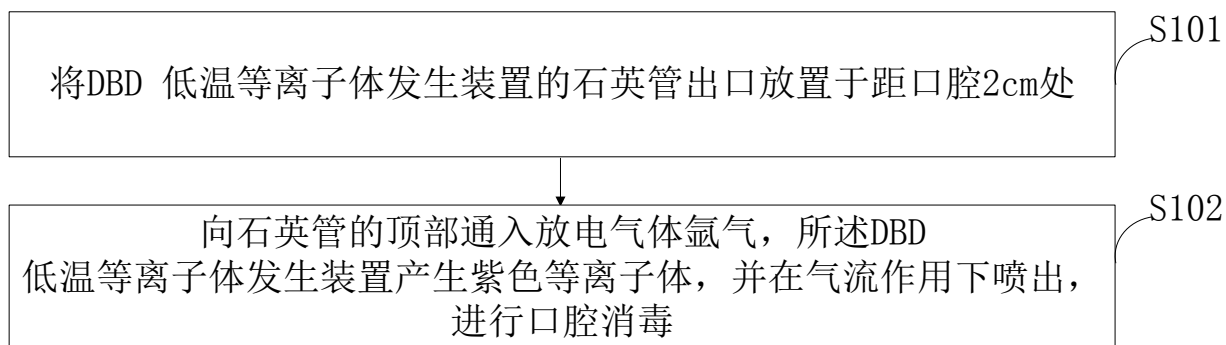 S101
将DBD 低温等离子体发生装置的石英管出口放置于距口腔2cm处
S102
向石英管的顶部通入放电气体氩气，所述DBD
低温等离子体发生装置产生紫色等离子体，并在气流作用下喷出，
进行口腔消毒